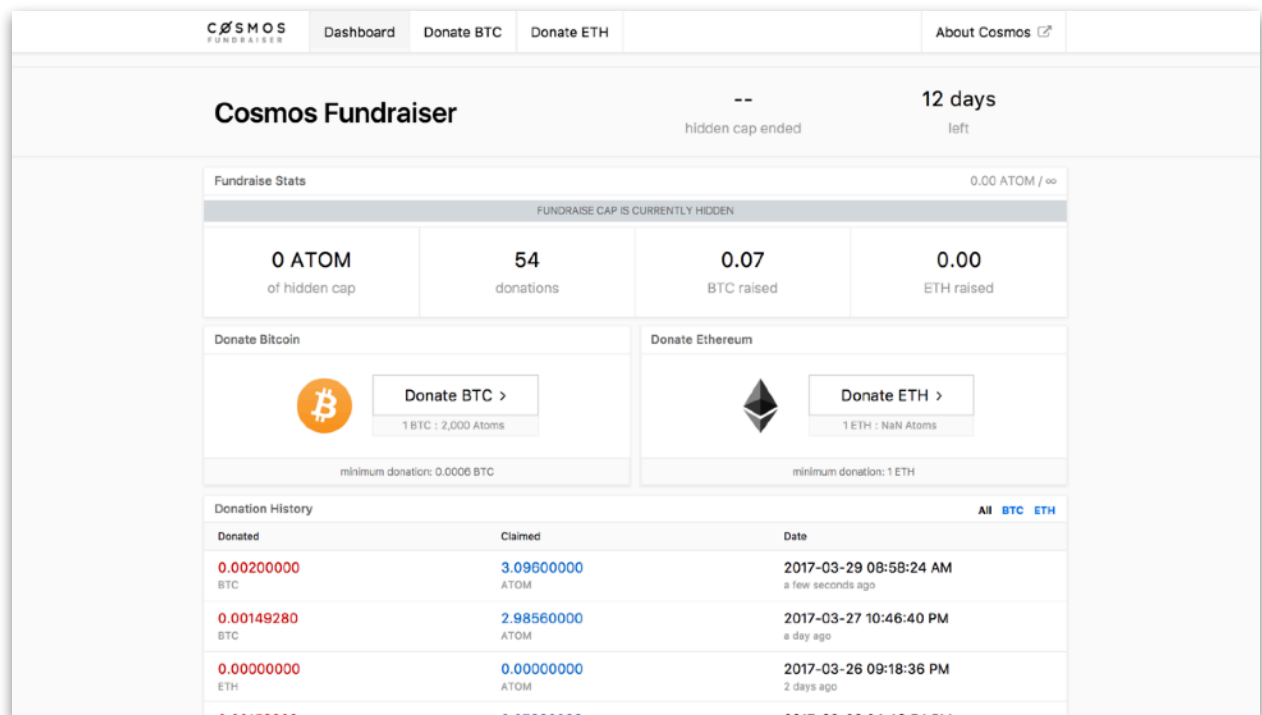 CØSMOS
FUNDRAISER
Dashboard
Donate BTC
Donate ETH
About Cosmos
Cosmos Fundraiser
--
hidden cap ended
12 days
left
Fundraise Stats
0.00 ATOM / ∞
FUNDRAISE CAP IS CURRENTLY HIDDEN
0 ATOM
of hidden cap
54
donations
0.07
BTC raised
0.00
ETH raised
Donate Bitcoin
Donate BTC >
1 BTC : 2,000 Atoms
minimum donation: 0.0006 BTC
Donate Ethereum
Donate ETH >
1 ETH : NaN Atoms
minimum donation: 1 ETH
Donation History
All BTC ETH
Donated Claimed Date
0.00200000 3.09600000 2017-03-29 08:58:24 AM
BTC ATOM a few seconds ago
0.00149280 2.98560000 2017-03-27 10:46:40 PM
BTC ATOM a day ago
0.00000000 0.00000000 2017-03-26 09:18:36 PM
ETH ATOM 2 days ago